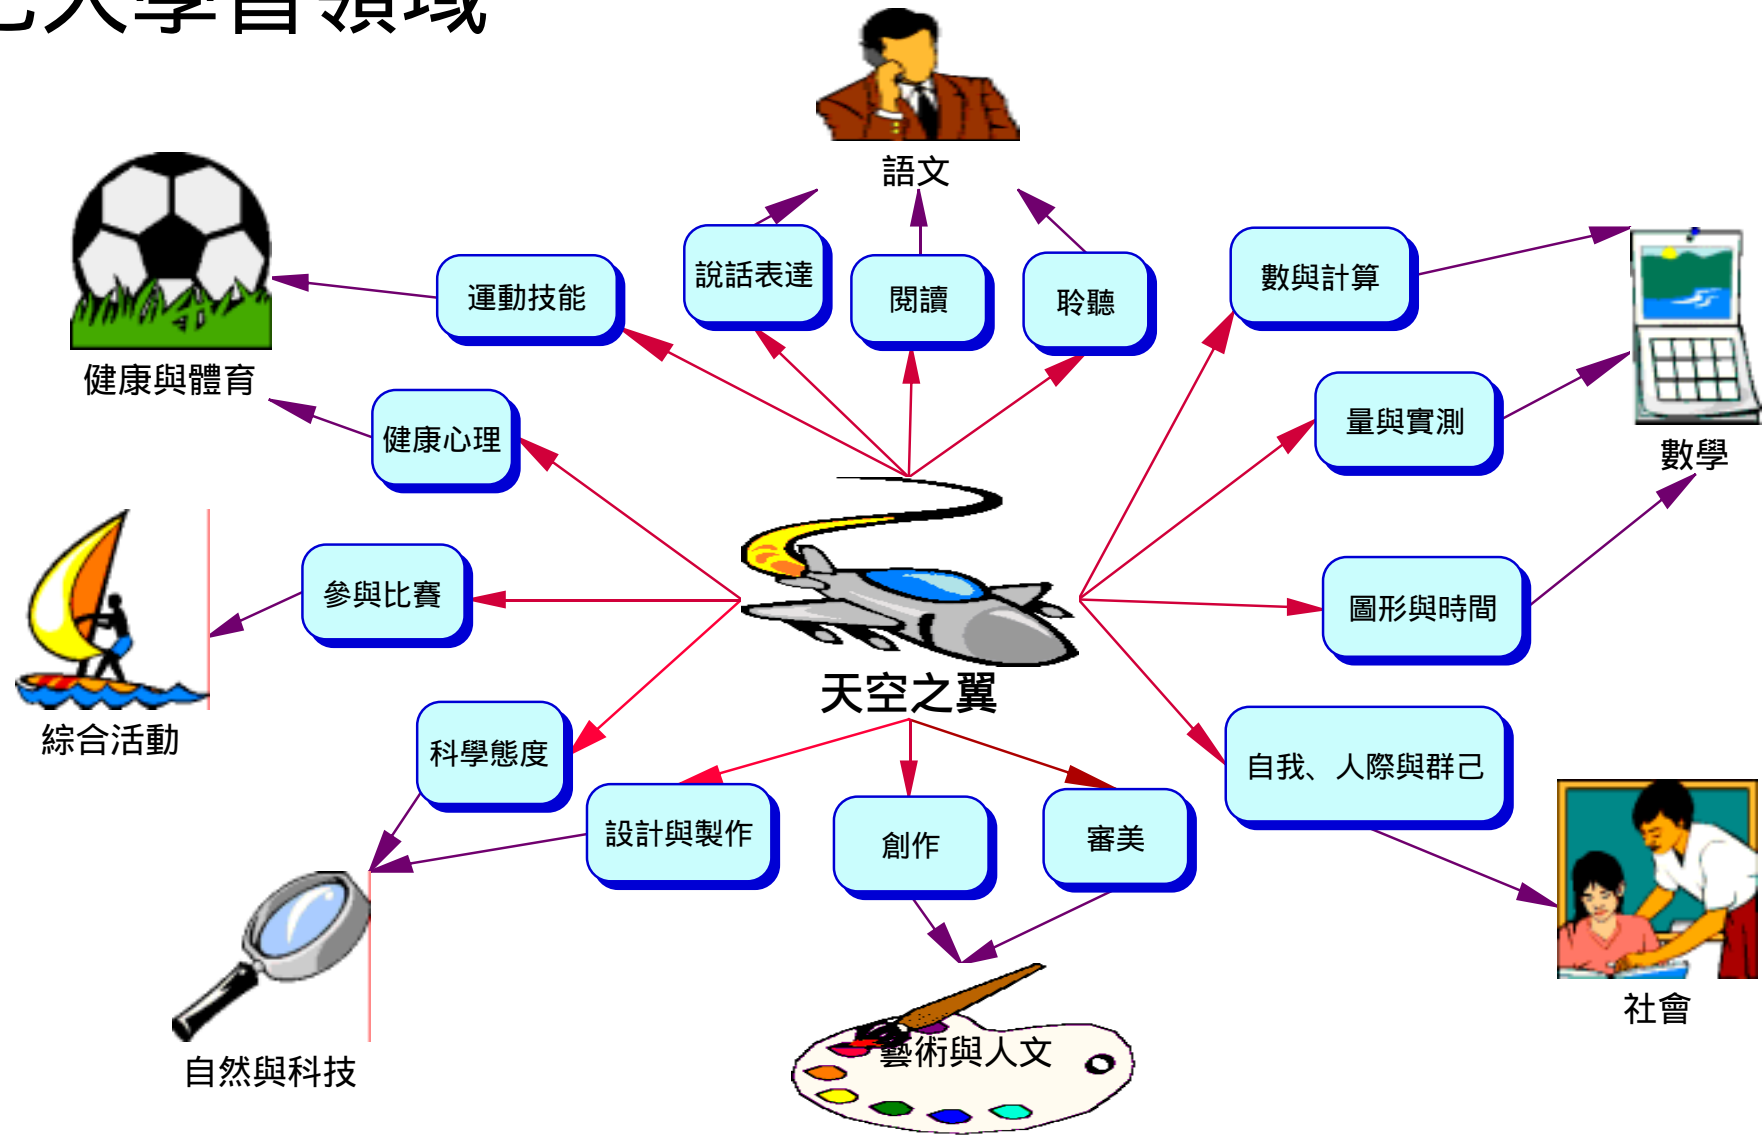 七大學習領域
語文
說話表達
閱讀
聆聽
運動技能
健康與體育
健康心理
數與計算
量與實測
數學
圖形與時間
參與比賽
綜合活動
天空之翼
科學態度
設計與製作
創作
審美
自我、人際與群己
社會
自然與科技
藝術與人文